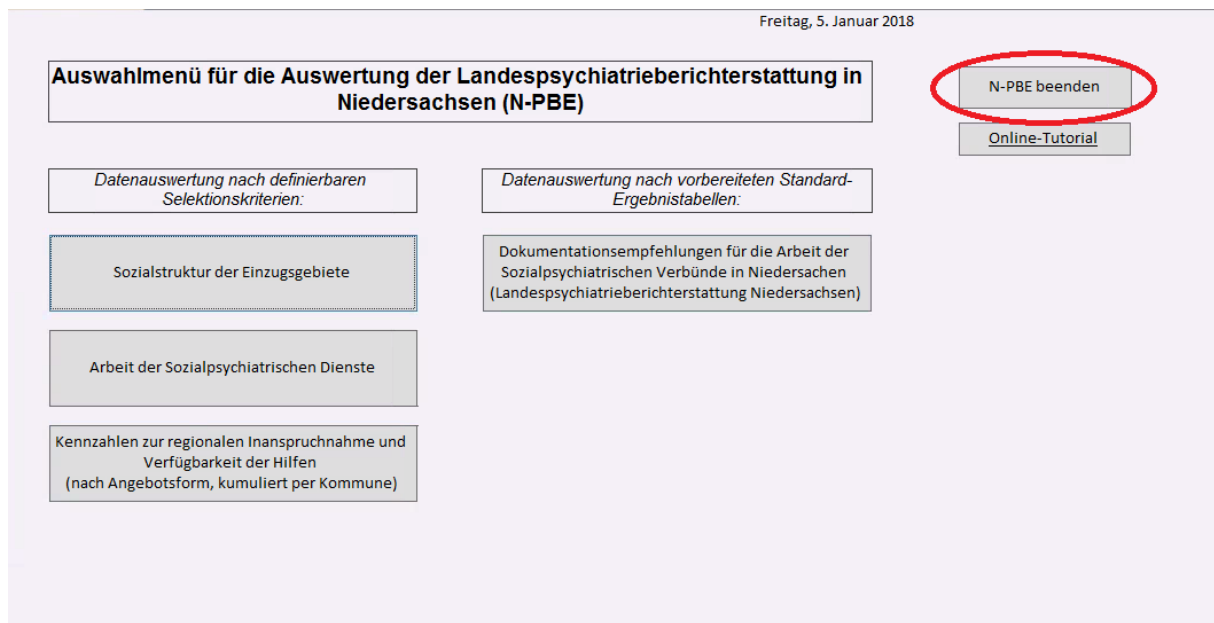 Freitag, 5. Januar 2018
Auswahlmenü für die Auswertung der Landespsychiatrieberichterstattung in
Niedersachsen (N-PBE)
N-PBE beenden
Online-Tutorial
Datenauswertung nach definierbaren
Selektionskriterien:
Datenauswertung nach vorbereiteten Standard-
Ergebnistabellen:
Sozialstruktur der Einzugsgebiete
Dokumentationsempfehlungen für die Arbeit der
Sozialpsychiatrischen Verbünde in Niedersachen
(Landespsychiatrieberichterstattung Niedersachsen)
Arbeit der Sozialpsychiatrischen Dienste
Kennzahlen zur regionalen Inanspruchnahme und
Verfügbarkeit der Hilfen
(nach Angebotsform, kumuliert per Kommune)